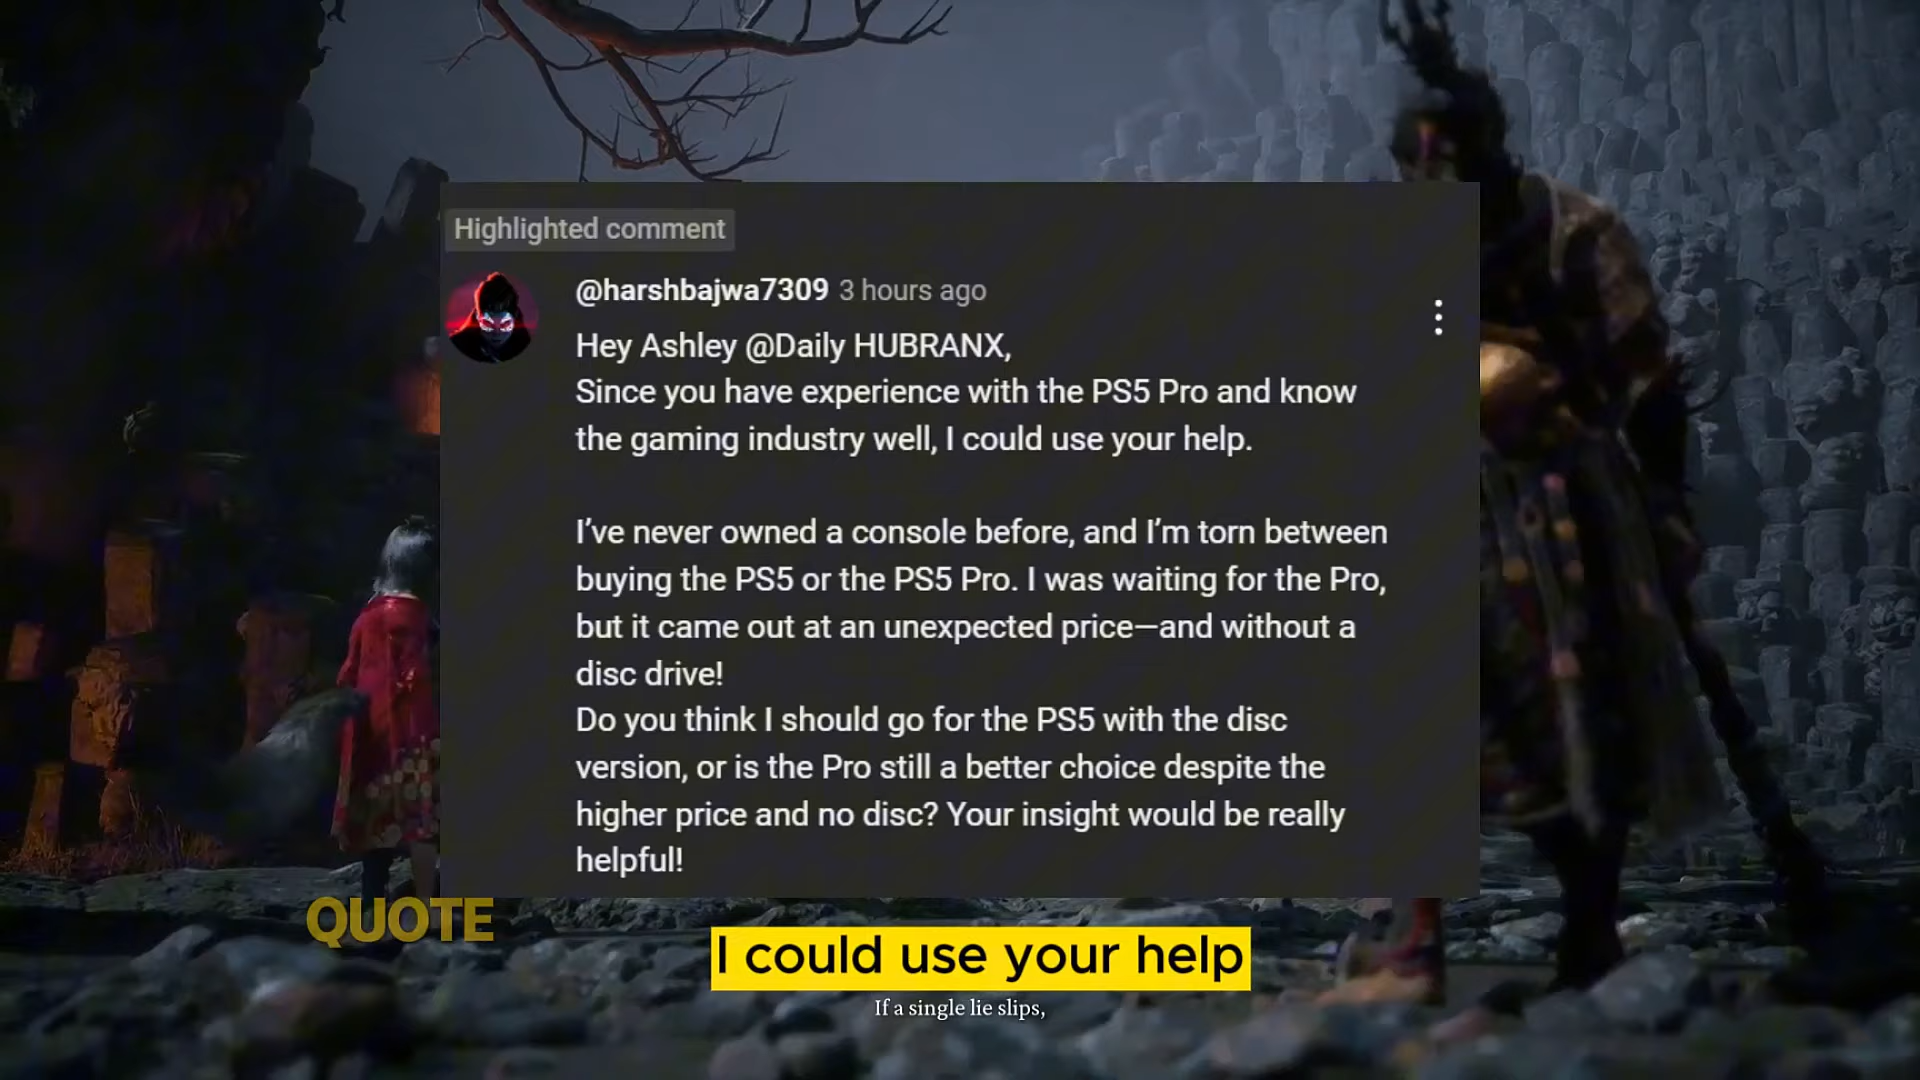 Highlighted comment
@harshbajwa7309 3 hours ago
Hey Ashley @Daily HUBRANX,
Since you have experience with the PS5 Pro and know
the gaming industry well, I could use your help.
I’ve never owned a console before, and I’m torn between
buying the PS5 or the PS5 Pro. I was waiting for the Pro,
but it came out at an unexpected price—and without a
disc drive!
Do you think I should go for the PS5 with the disc
version, or is the Pro still a better choice despite the
higher price and no disc? Your insight would be really
helpful!
QUOTE
I could use your help
If a single lie slips,